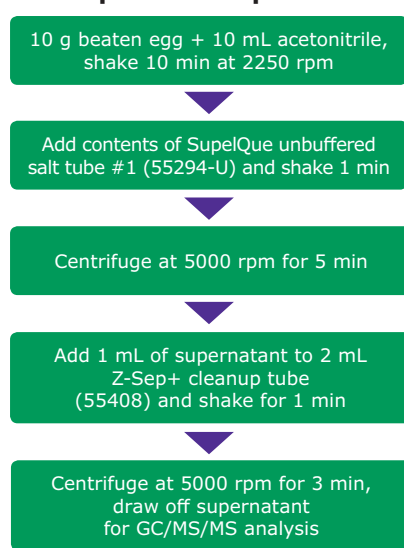 10 g beaten egg + 10 mL acetonitrile,
shake 10 min at 2250 rpm
Add contents of SupelQue unbuffered
salt tube #1 (55294-U) and shake 1 min
Centrifuge at 5000 rpm for 5 min
Add 1 mL of supernatant to 2 mL
Z-Sep+ cleanup tube
(55408) and shake for 1 min
Centrifuge at 5000 rpm for 3 min,
draw off supernatant
for GC/MS/MS analysis